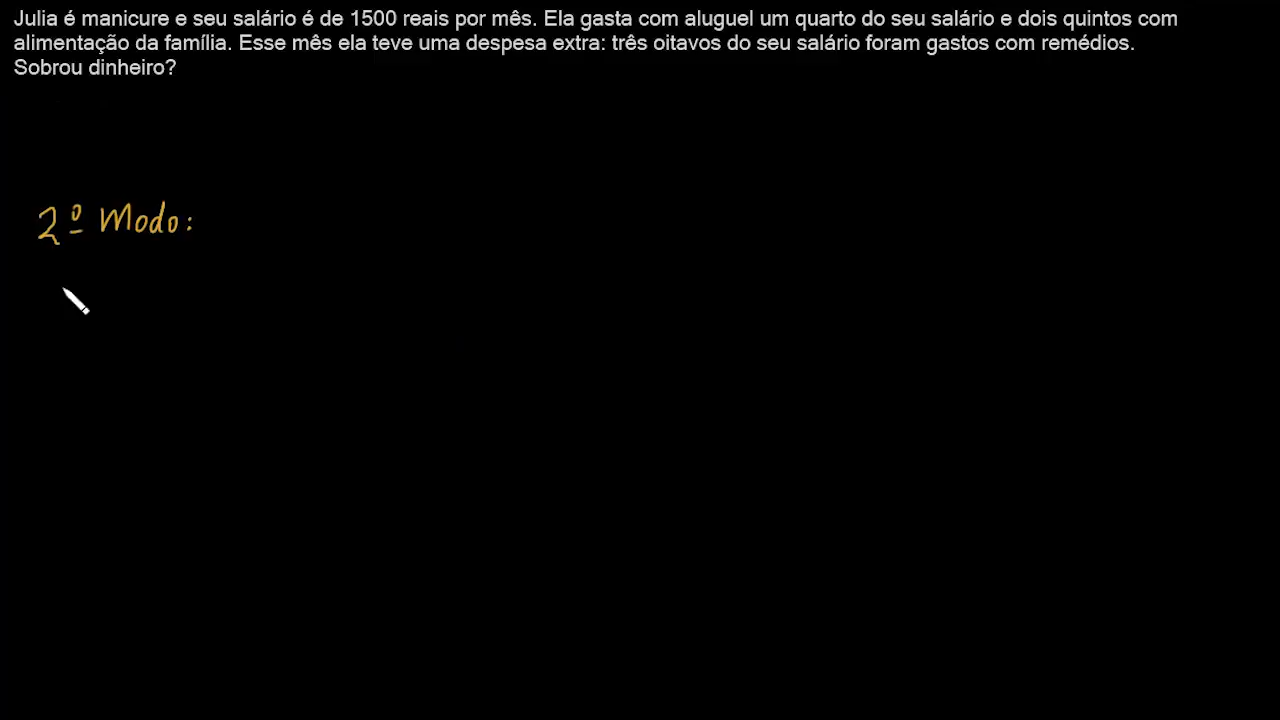 Julia é manicure e seu salário é de 1500 reais por mês. Ela gasta com aluguel um quarto do seu salário e dois quintos com
alimentação da família. Esse mês ela teve uma despesa extra: três oitavos do seu salário foram gastos com remédios.
Sobrou dinheiro?
2º Modo: